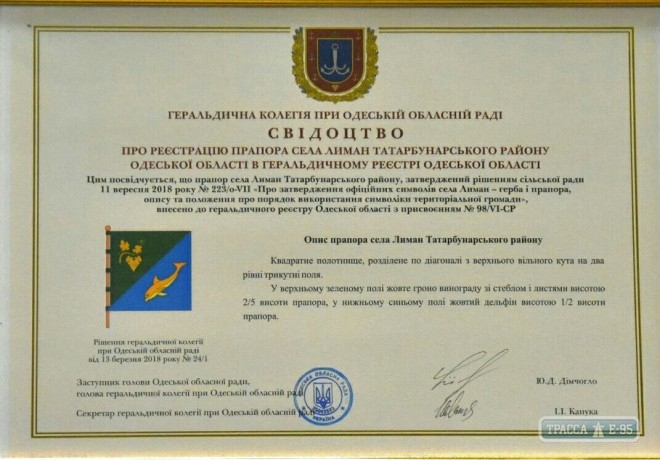 ГЕРАЛЬДИЧНА КОЛЕГІЯ ПРИ ОДЕСЬКІЙ ОБЛАСНІЙ РАДІ
СВІДОЦТВО
ПРО РЕЄСТРАЦІЮ ПРАПОРА СЕЛА ЛИМАН ТАТАРБУНАРСЬКОГО РАЙОНУ
ОДЕСЬКОЇ ОБЛАСТІ В ГЕРАЛЬДИЧНОМУ РЕЄСТРІ ОДЕСЬКОЇ ОБЛАСТІ
Цим посвідчується, що прапор села Лиман Татарбунарського району, затверджений рішенням сільської ради
11 вересня 2018 року № 223/о-VII «Про затвердження офіційних символів села Лиман – герба і прапора,
опису та положення про порядок використання символіки територіальної громади»,
внесено до геральдичного реєстру Одеської області з присвоєнням № 98/VI-СР
Опис прапора села Лиман Татарбунарського району
Квадратне полотнище, розділене по діагоналі з верхнього вільного кута на два
рівні трикутні поля.
У верхньому зеленому полі жовте гроно винограду зі стеблом і листями висотою
2/5 висоти прапора, у нижньому синьому полі жовтий дельфін висотою 1/2 висоти
прапора.
Рішення геральдичної колегії
при Одеській обласній раді
від 13 березня 2018 року № 24/1
Заступник голови Одеської обласної ради,
голова геральдичної колегії при Одеській обласній раді
Ю.Д. Дімчогло
Секретар геральдичної колегії при Одеській обласній раді
І.І. Канука
УКРАЇНА
ТРАССА Е-95